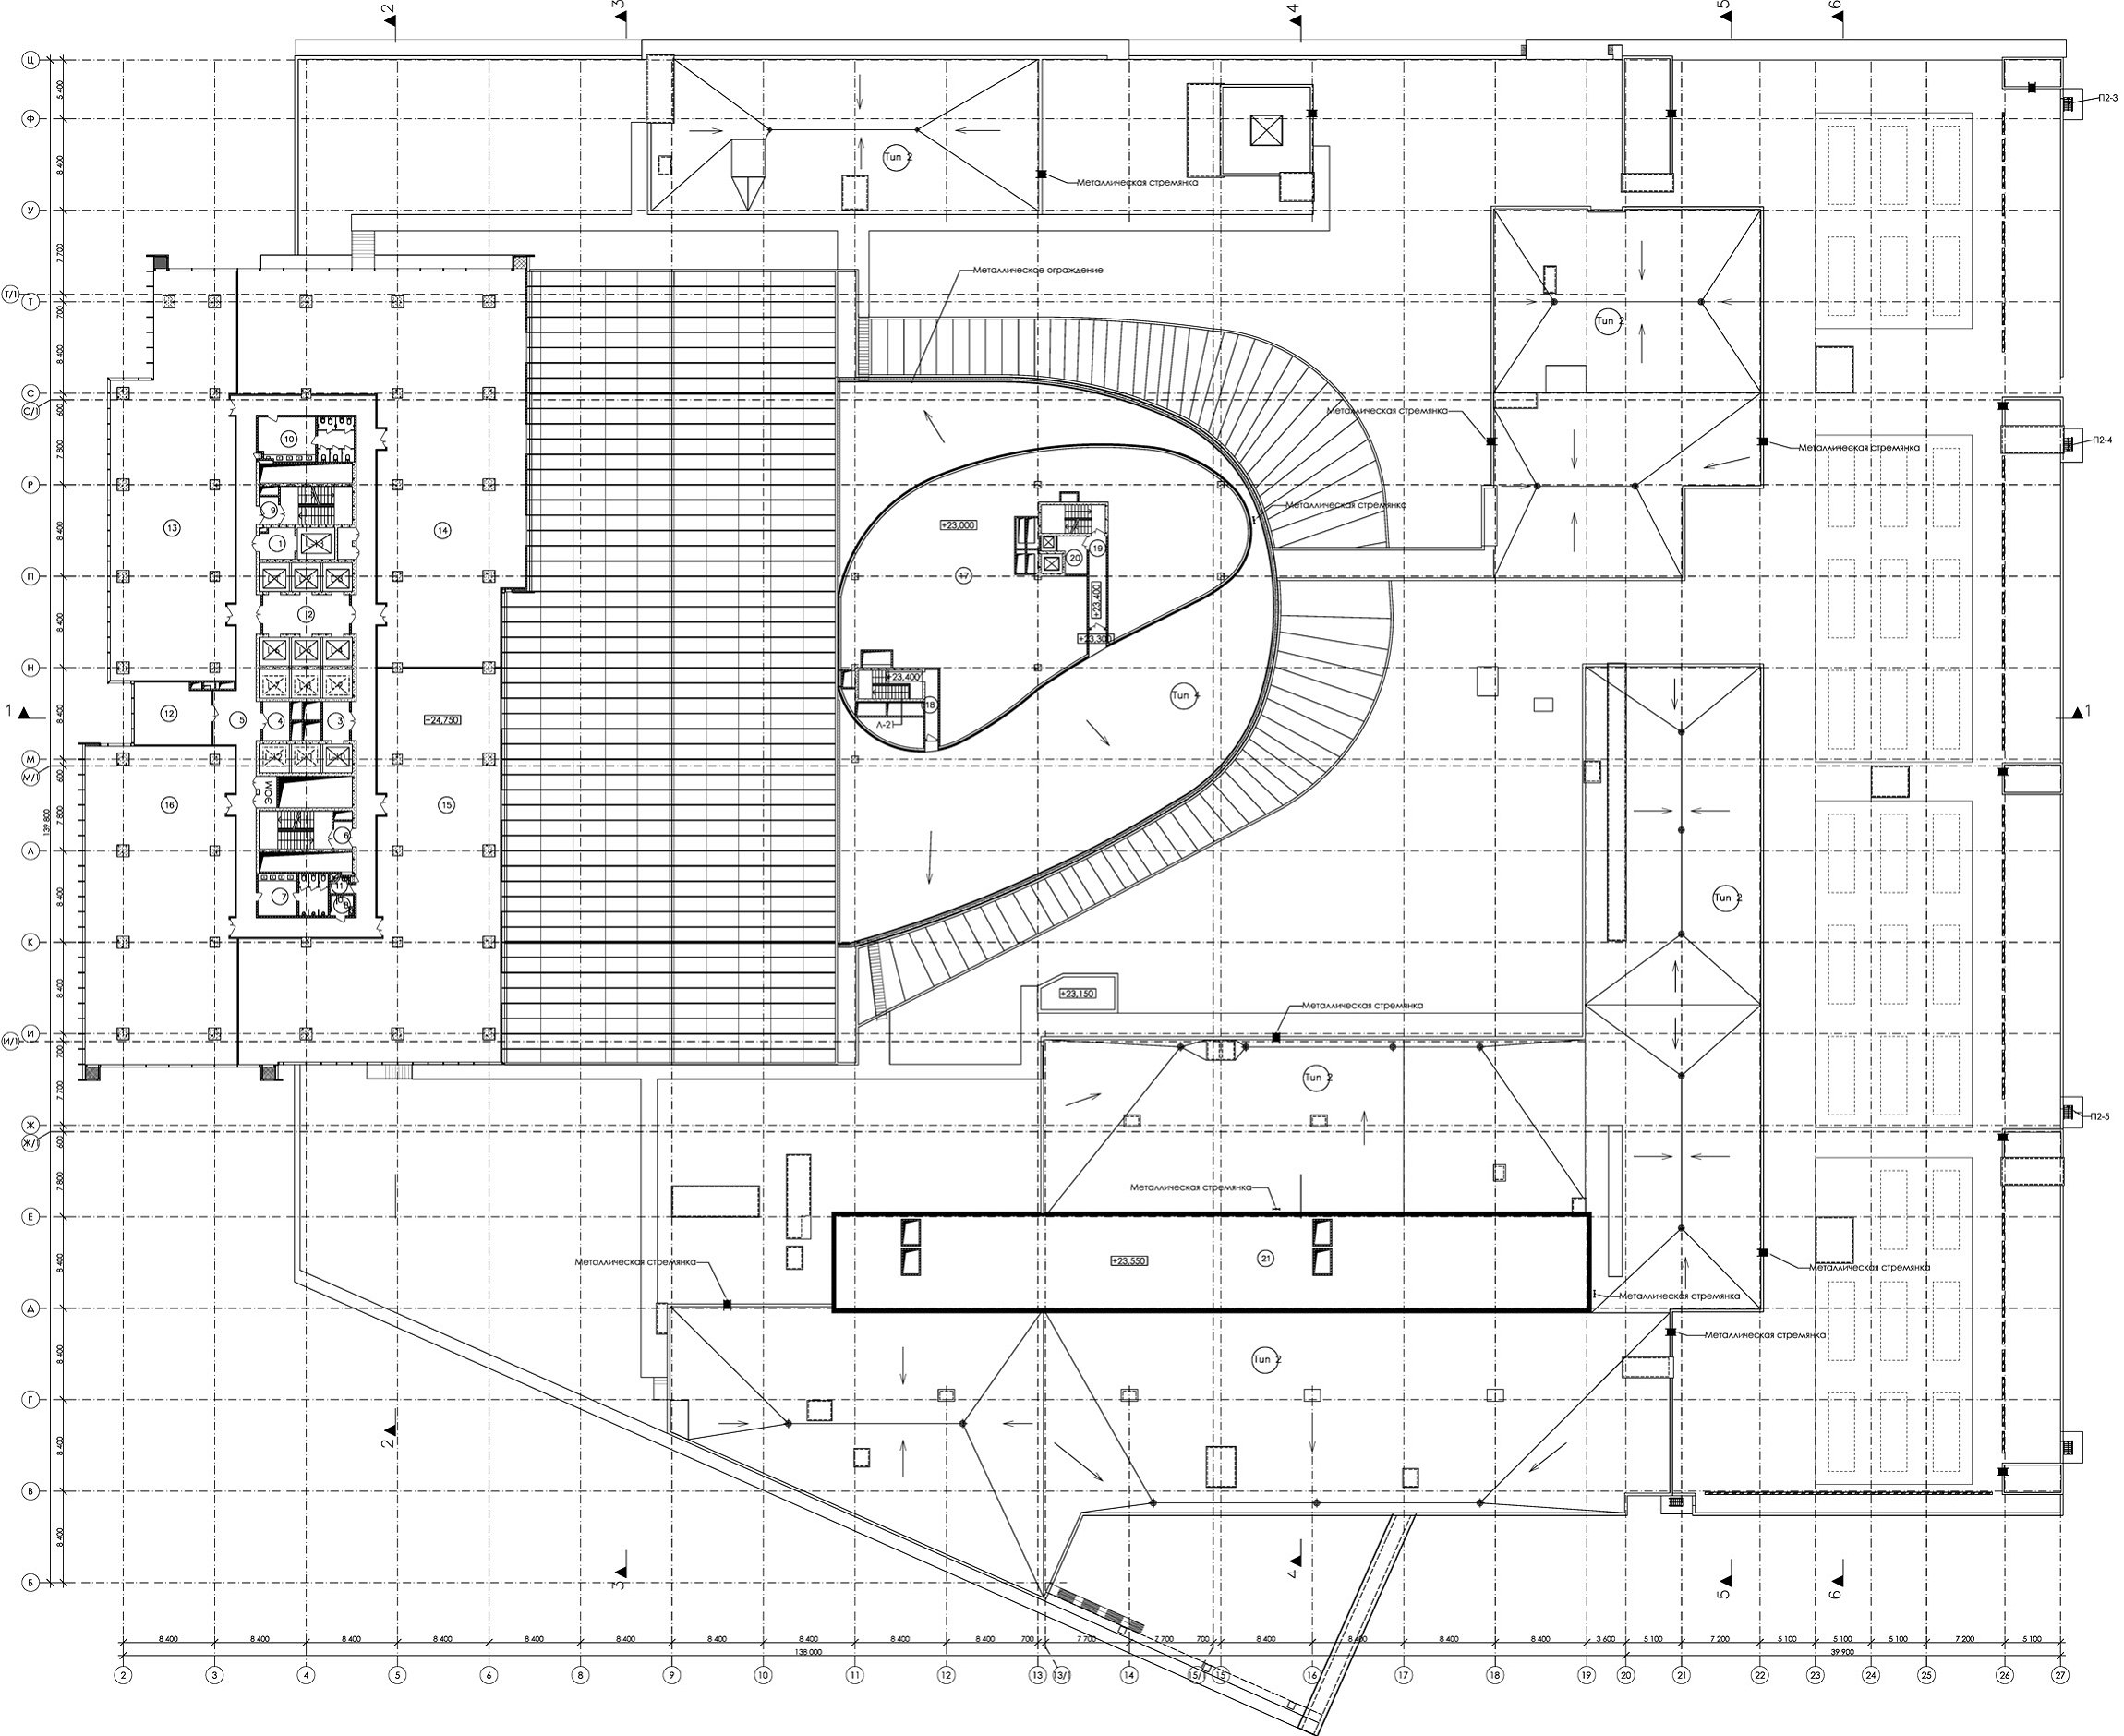 2
3
4
5
6
Ц
Ф
У
Т/1
Т
С
С/1
Р
П
Н
М
М/1
Л
К
И
И/1
Ж
Ж/1
Е
Д
Г
В
Б
5 400
8 400
7 700
700
8 400
600
7 800
8 400
8 400
8 400
600
7 800
8 400
8 400
700
7 700
600
7 800
8 400
8 400
8 400
8 400
139 800
П2-3
Тип 2
Металлическая стремянка
Металлическое ограждение
Тип 2
Металлическая стремянка
Металлическая стремянка
П2-4
10
9
13
14
1
+23,000
Металлическая стремянка
17
19
20
+23,400
+23,300
2
12
5
4
3
+24,750
+23,400
18
Л-21
Тип 4
1
1
16
ЭОМ
15
6
7
11
8
Тип 2
+23,150
Металлическая стремянка
Тип 2
П2-5
Металлическая стремянка
+23,550
21
Металлическая стремянка
Металлическая стремянка
Металлическая стремянка
Металлическая стремянка
Тип 2
2
3
4
5
6
8 400
8 400
8 400
8 400
8 400
8 400
8 400
8 400
8 400
8 400
700
7 700
7 700
700
8 400
8 400
8 400
8 400
3 600
5 100
7 200
5 100
5 100
5 100
7 200
5 100
138 000
39 900
2
3
4
5
6
8
9
10
11
12
13
13/1
14
15/1
15
16
17
18
19
20
21
22
23
24
25
26
27